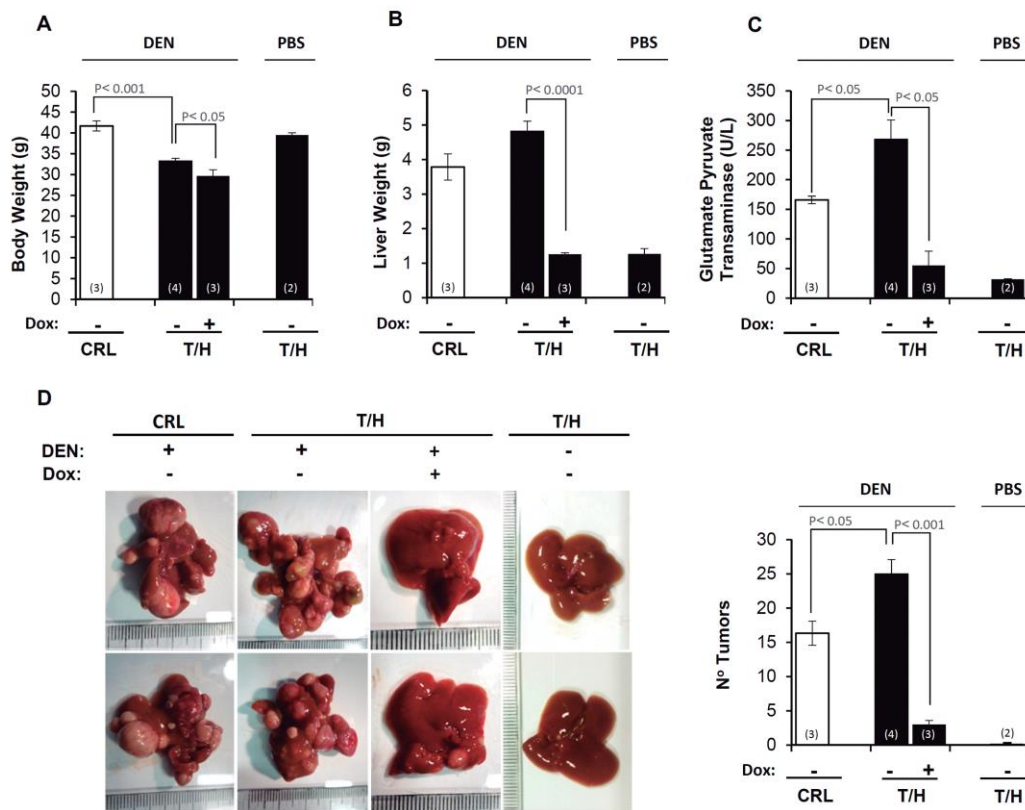 A
DEN PBS
P< 0.001
P< 0.05
Body Weight (g)
50
45
40
35
30
25
20
15
10
5
0
(3) (4) (3) (2)
Dox: - - + -
CRL T/H T/H
B
DEN PBS
P< 0.0001
Liver Weight (g)
6
5
4
3
2
1
0
(3) (4) (3) (2)
Dox: - - + -
CRL T/H T/H
C
DEN PBS
P< 0.05 P< 0.05
Glutamate Pyruvate
Transaminase (U/L)
350
300
250
200
150
100
50
0
(3) (4) (3) (2)
Dox: - - + -
CRL T/H T/H
D
CRL T/H T/H
DEN: + + + -
Dox: - - + -
DEN PBS
P< 0.05 P< 0.001
Nº Tumors
30
25
20
15
10
5
0
(3) (4) (3) (2)
Dox: - - + -
CRL T/H T/H